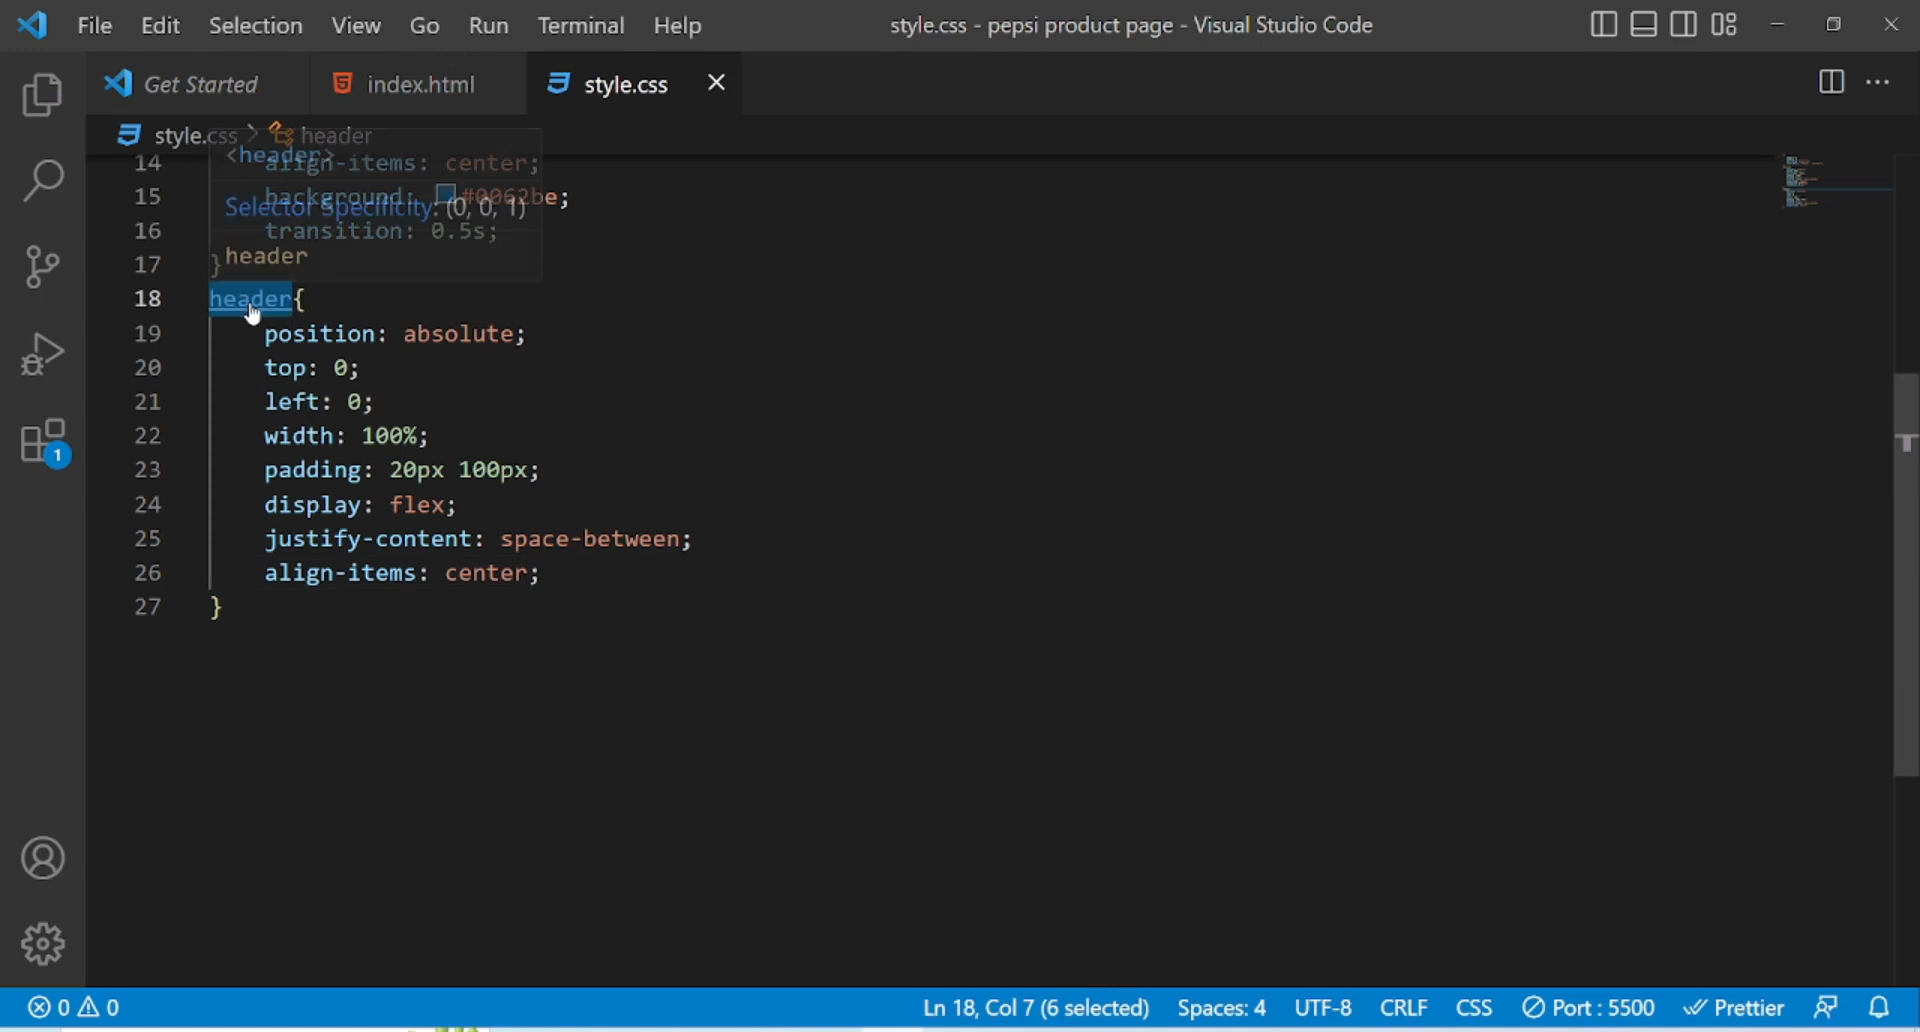 File Edit Selection View Go Run Terminal Help style.css - pepsi product page - Visual Studio Code
Get Started index.html style.css
style.css > header
<header>
14 align-items: center;
15 background: #0062be;
Selector Specificity: (0, 0, 1)
16 transition: 0.5s;
header
17 }
18 header{
19 position: absolute;
20 top: 0;
21 left: 0;
22 width: 100%;
23 padding: 20px 100px;
24 display: flex;
25 justify-content: space-between;
26 align-items: center;
27 }
1
0 0 Ln 18, Col 7 (6 selected) Spaces: 4 UTF-8 CRLF CSS Port : 5500 Prettier